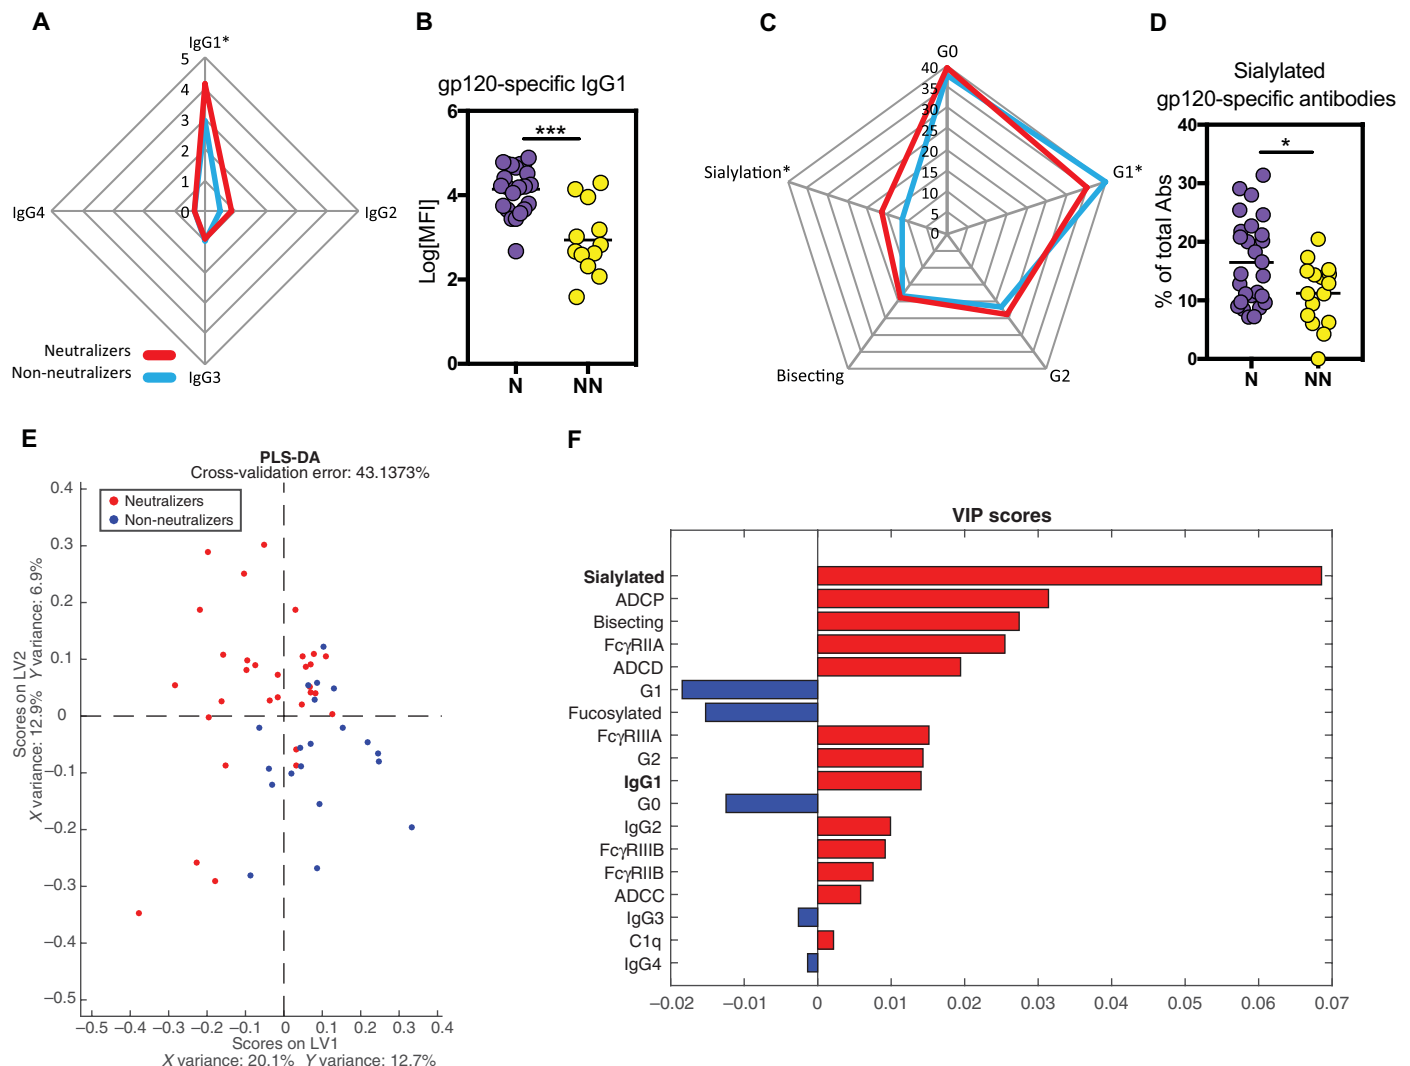 A
IgG1*
5
4
3
2
1
0
IgG4
IgG2
IgG3
Neutralizers
Non-neutralizers
B
gp120-specific IgG1
6
4
2
0
Log[MFI]
***
N
NN
C
G0
40
35
30
25
20
15
10
5
0
Sialylation*
G1*
Bisecting
G2
D
Sialylated
gp120-specific antibodies
40
30
20
10
0
% of total Abs
*
N
NN
E
PLS-DA
Cross-validation error: 43.1373%
Neutralizers
Non-neutralizers
0.4
0.3
0.2
0.1
0
–0.1
–0.2
–0.3
–0.4
–0.5
Scores on LV2
X variance: 12.9% Y variance: 6.9%
–0.5
–0.4
–0.3
–0.2
–0.1
0
0.1
0.2
0.3
0.4
Scores on LV1
X variance: 20.1% Y variance: 12.7%
F
VIP scores
Sialylated
ADCP
Bisecting
FcγRIIA
ADCD
G1
Fucosylated
FcγRIIIA
G2
IgG1
G0
IgG2
FcγRIIIB
FcγRIIB
ADCC
IgG3
C1q
IgG4
–0.02
–0.01
0
0.01
0.02
0.03
0.04
0.05
0.06
0.07